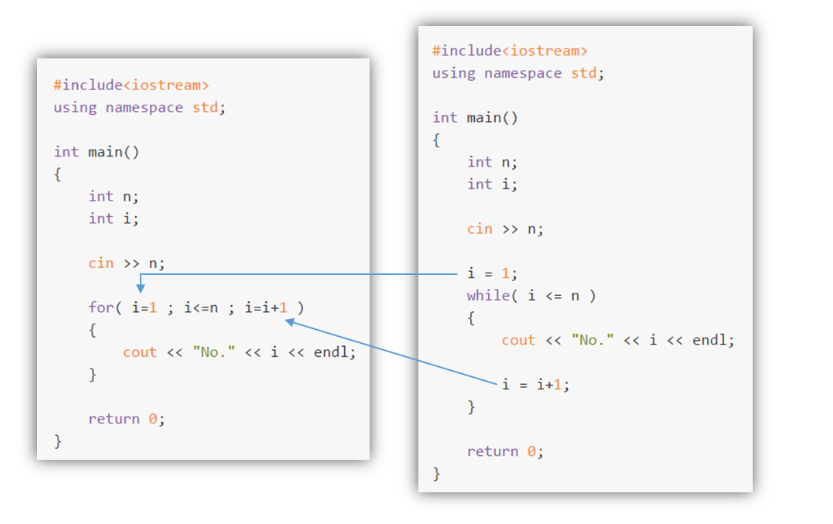 #include<iostream>
using namespace std;
int main()
{
int n;
int i;
cin >> n;
for( i=1 ; i<=n ; i=i+1 )
{
cout << "No." << i << endl;
}
return 0;
}
#include<iostream>
using namespace std;
int main()
{
int n;
int i;
cin >> n;
i = 1;
while( i <= n )
{
cout << "No." << i << endl;
i = i+1;
}
return 0;
}